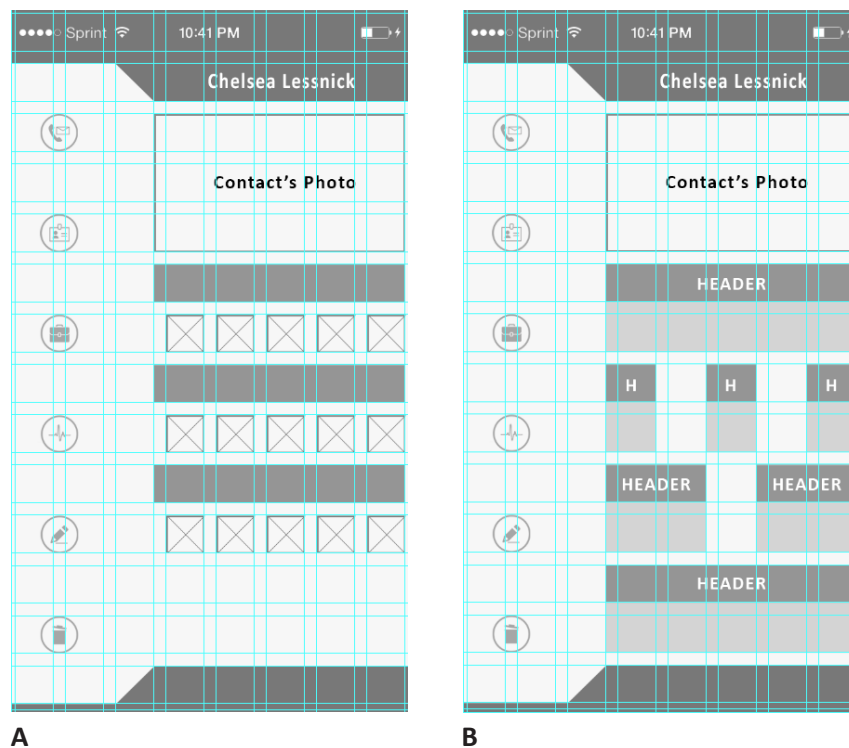 Sprint 10:41 PM
Chelsea Lessnick
Contact's Photo
A
Sprint 10:41 PM
Chelsea Lessnick
Contact's Photo
HEADER
H H H
HEADER HEADER
HEADER
B